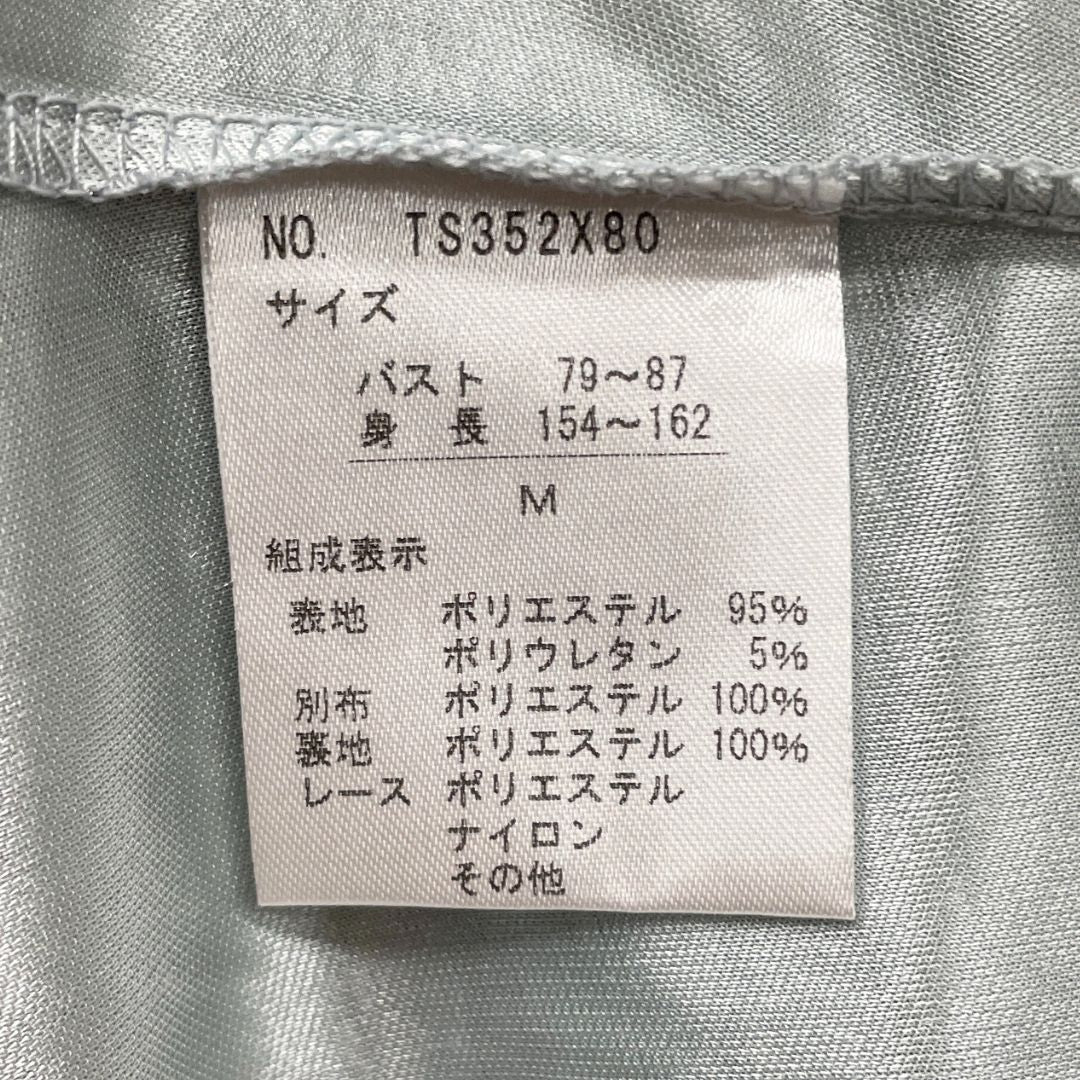 NO. TS352X80
サイズ
バスト 79～87
身長 154～162
M
組成表示
表地 ポリエステル 95%
ポリウレタン 5%
別布 ポリエステル 100%
裏地 ポリエステル 100%
レース ポリエステル
ナイロン
その他